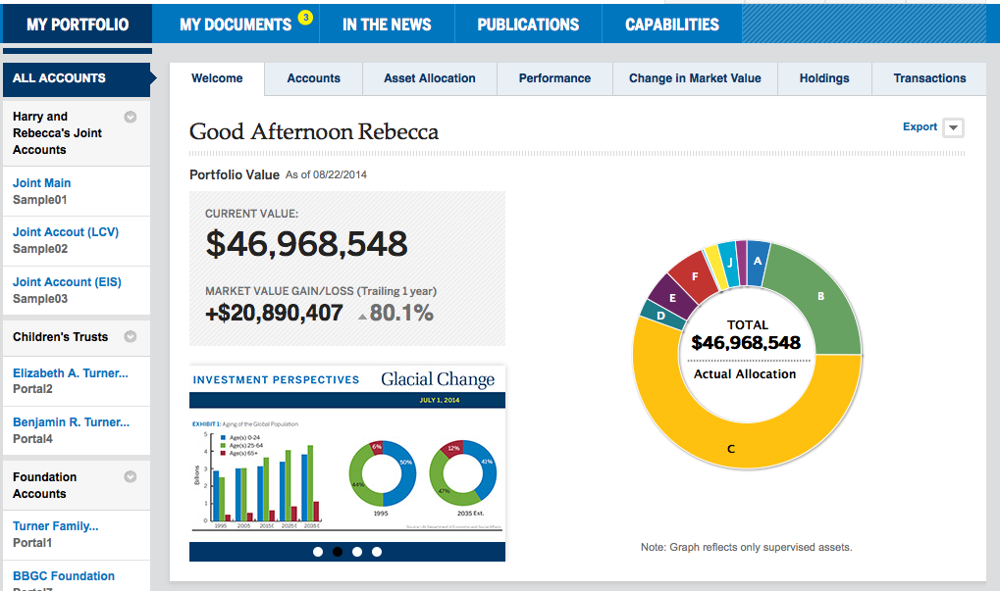 MY PORTFOLIO
MY DOCUMENTS 3
IN THE NEWS
PUBLICATIONS
CAPABILITIES
ALL ACCOUNTS
Harry and
Rebecca's Joint
Accounts
Joint Main
Sample01
Joint Accout (LCV)
Sample02
Joint Account (EIS)
Sample03
Children's Trusts
Elizabeth A. Turner...
Portal2
Benjamin R. Turner...
Portal4
Foundation
Accounts
Turner Family...
Portal1
BBGC Foundation
Welcome
Accounts
Asset Allocation
Performance
Change in Market Value
Holdings
Transactions
Good Afternoon Rebecca
Export
Portfolio Value As of 08/22/2014
CURRENT VALUE:
$46,968,548
MARKET VALUE GAIN/LOSS (Trailing 1 year)
+$20,890,407 80.1%
INVESTMENT PERSPECTIVES Glacial Change
JULY 1, 2014
EXHIBIT 1: Aging of the Global Population
Age(s) 0-24
Age(s) 25-64
Age(s) 65+
Billions
5
4
3
2
1
0
1995 2005 2015E 2025E 2035E
6%
50%
44%
1995
12%
41%
47%
2035 Est.
J
A
B
F
E
D
C
TOTAL
$46,968,548
Actual Allocation
Note: Graph reflects only supervised assets.